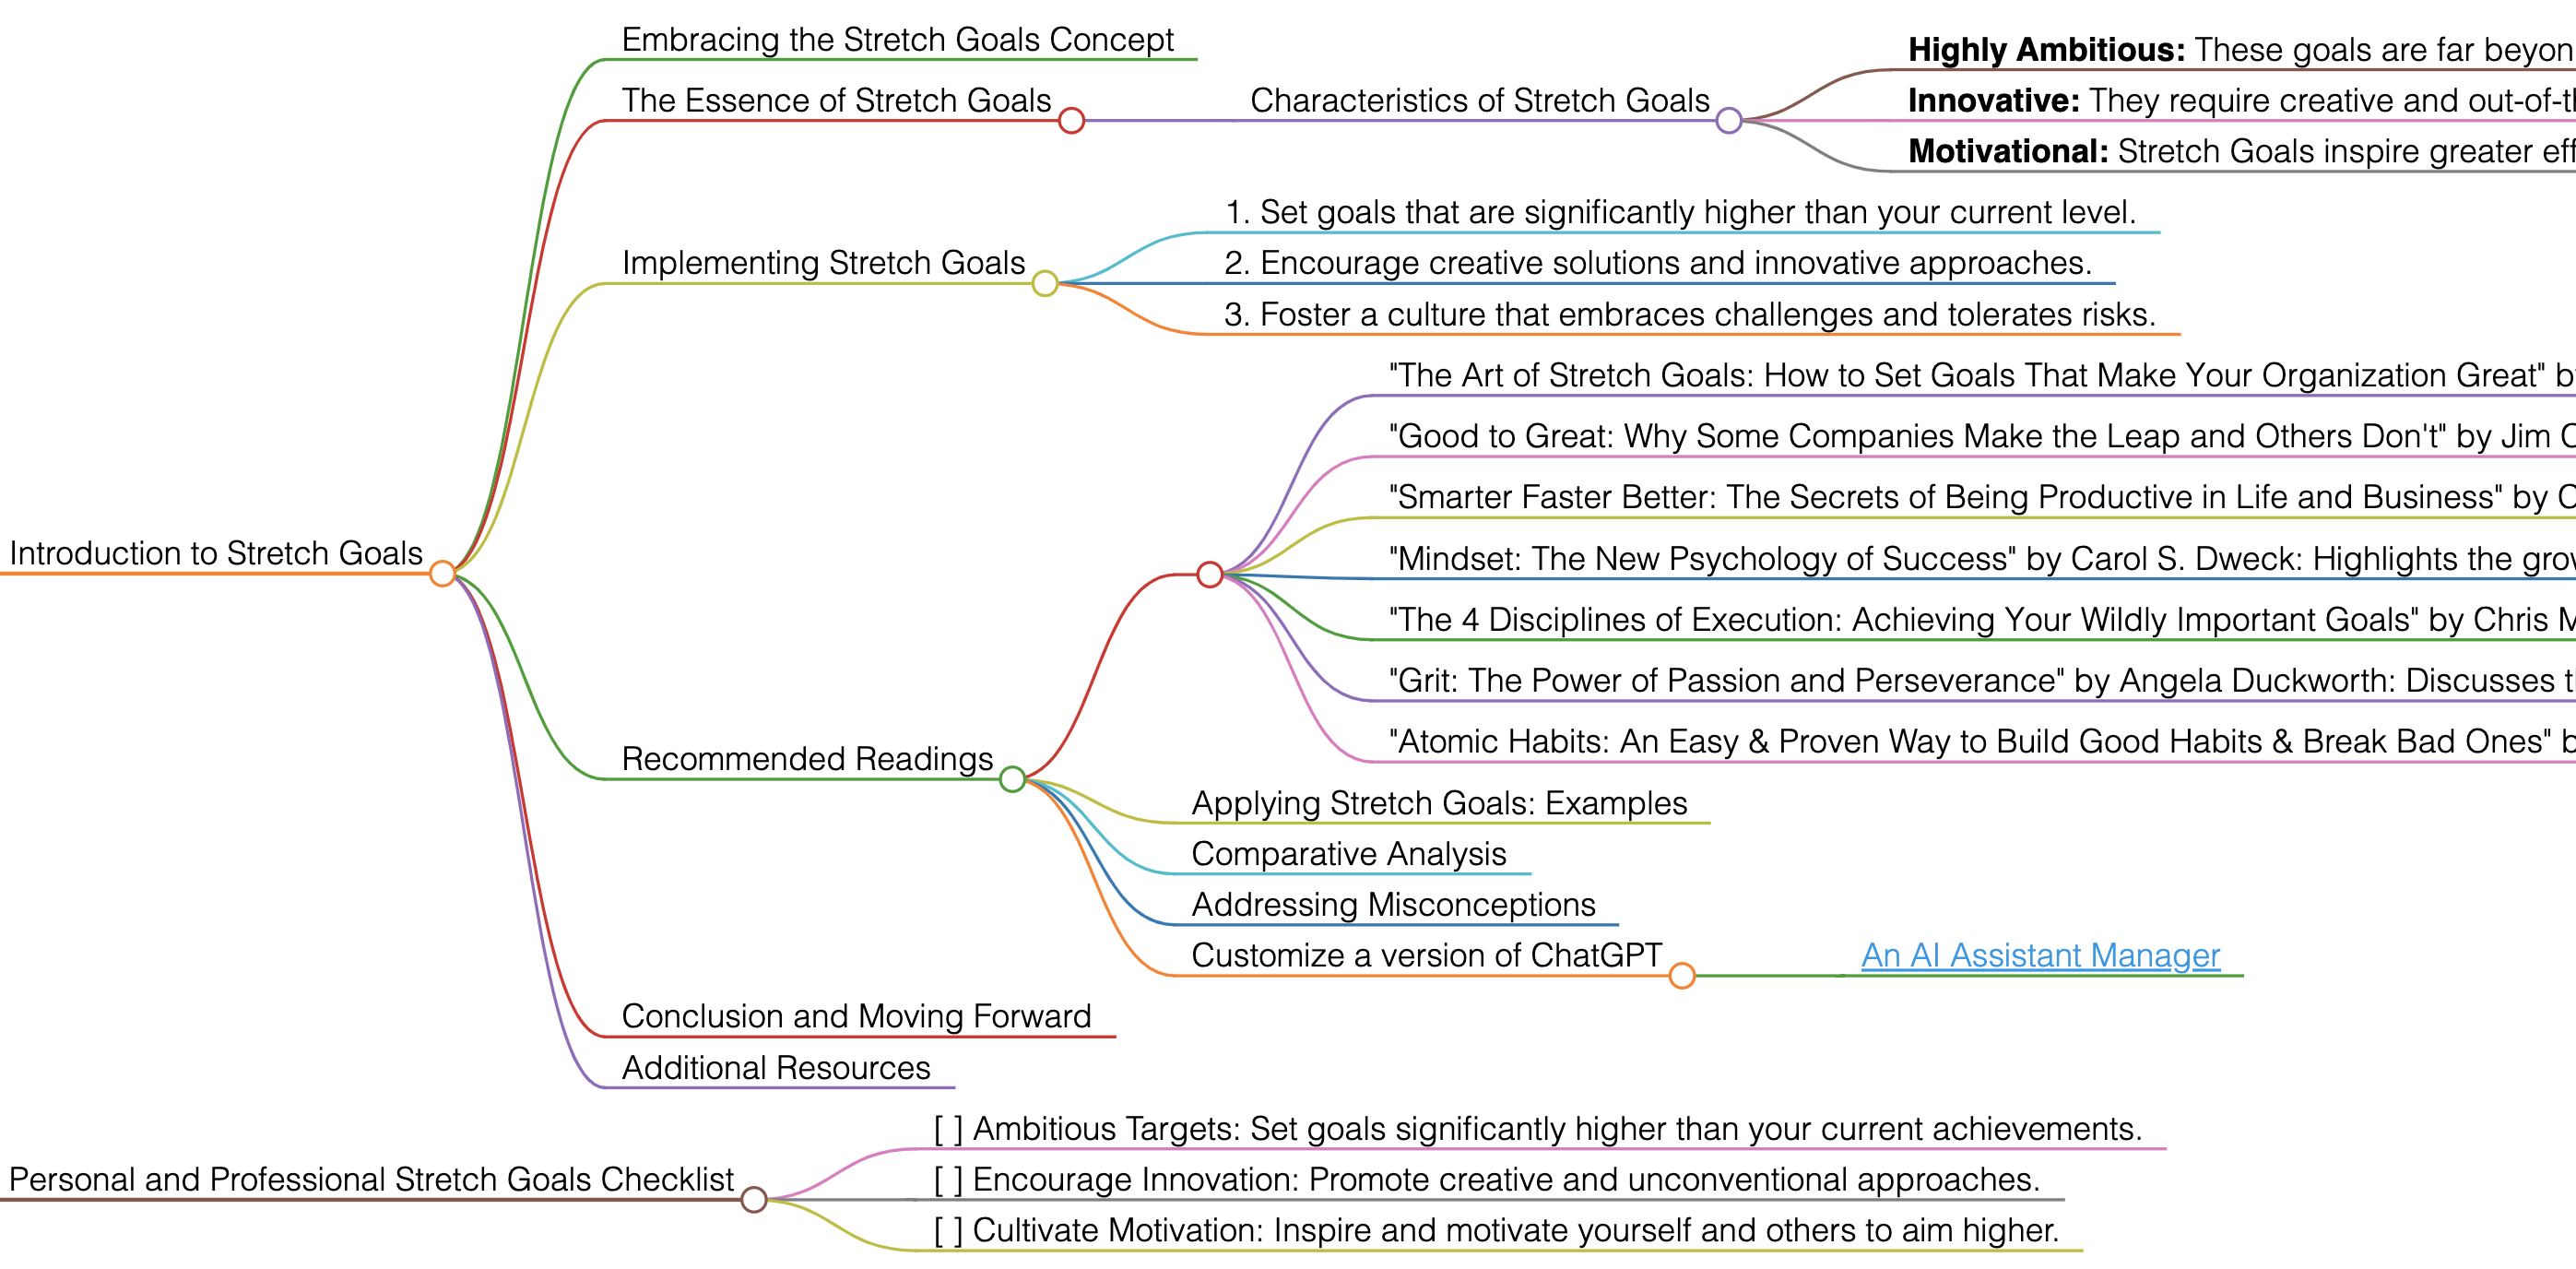 Embracing the Stretch Goals Concept
The Essence of Stretch Goals
Characteristics of Stretch Goals
Highly Ambitious: These goals are far
Innovative: They require creative and
Motivational: Stretch Goals inspire greater
Implementing Stretch Goals
1. Set goals that are significantly higher than your current level.
2. Encourage creative solutions and innovative approaches.
3. Foster a culture that embraces challenges and tolerates risks.
Introduction to Stretch Goals
Recommended Readings
"The Art of Stretch Goals: How to Set Goals That Make Your Organization Great"
"Good to Great: Why Some Companies Make the Leap and Others Don't" by Jim
"Smarter Faster Better: The Secrets of Being Productive in Life and Business" by
"Mindset: The New Psychology of Success" by Carol S. Dweck: Highlights the
"The 4 Disciplines of Execution: Achieving Your Wildly Important Goals" by Chris
"Grit: The Power of Passion and Perseverance" by Angela Duckworth: Discusses
"Atomic Habits: An Easy & Proven Way to Build Good Habits & Break Bad Ones"
Applying Stretch Goals: Examples
Comparative Analysis
Addressing Misconceptions
Customize a version of ChatGPT
An AI Assistant Manager
Conclusion and Moving Forward
Additional Resources
Personal and Professional Stretch Goals Checklist
[ ] Ambitious Targets: Set goals significantly higher than your current achievements.
[ ] Encourage Innovation: Promote creative and unconventional approaches.
[ ] Cultivate Motivation: Inspire and motivate yourself and others to aim higher.